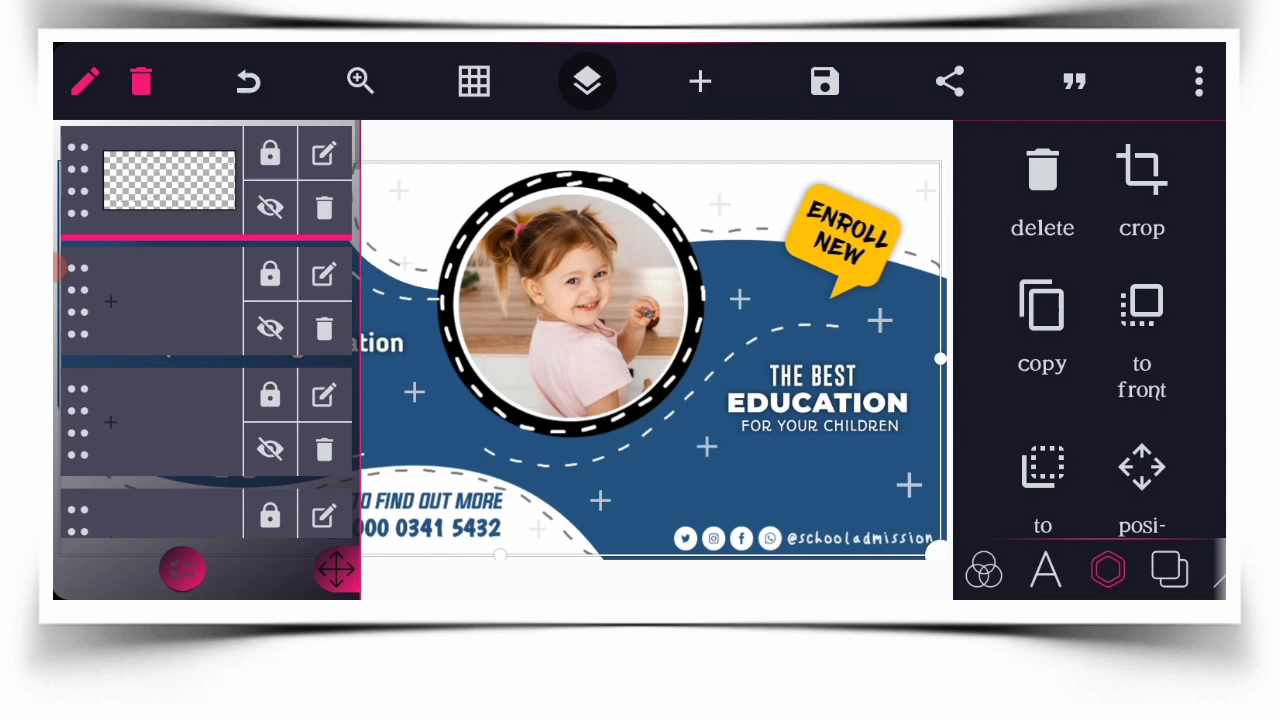 ENROLL
NEW
ation
THE BEST
EDUCATION
FOR YOUR CHILDREN
TO FIND OUT MORE
000 0341 5432
@schooladmission
delete
crop
copy
to
front
to
posi-